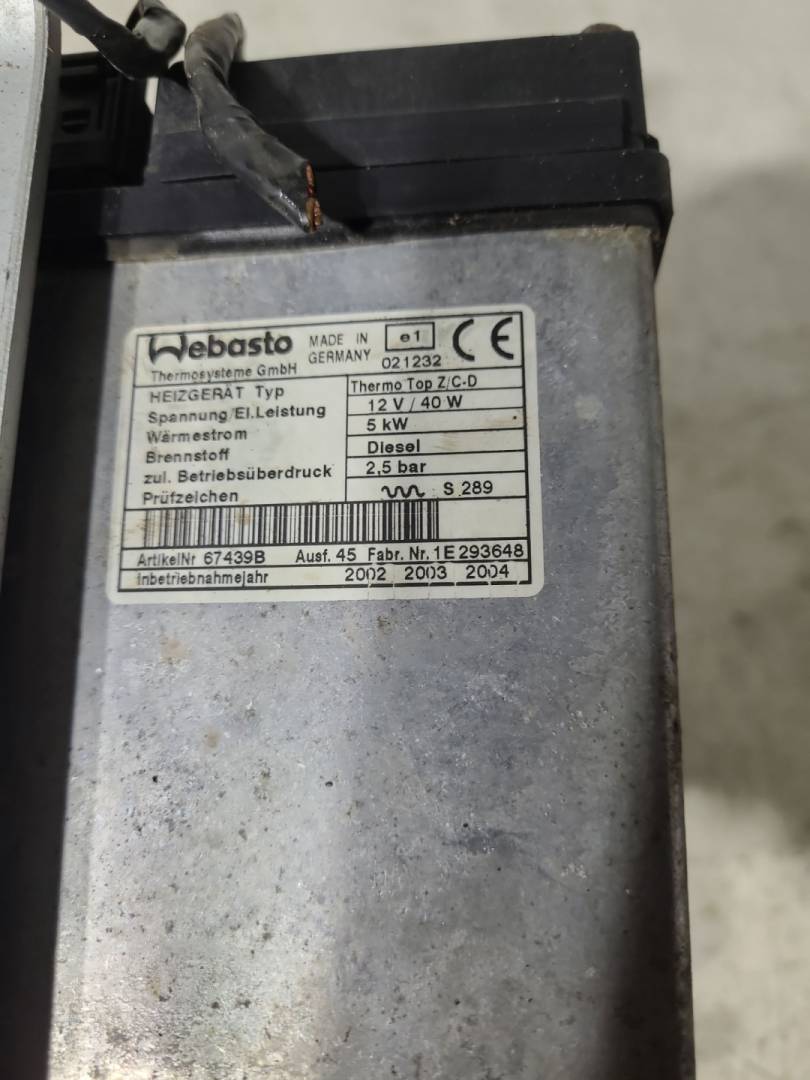 Webasto MADE IN GERMANY e1
Thermosysteme GmbH 021232 CE
HEIZGERÄT Typ Thermo Top Z/C-D
Spannung/El.Leistung 12 V / 40 W
Wärmestrom 5 kW
Brennstoff Diesel
zul. Betriebsüberdruck 2,5 bar
Prüfzeichen S 289
ArtikelNr 67439B Ausf. 45 Fabr. Nr. 1E293648
Inbetriebnahmejahr 2002 2003 2004